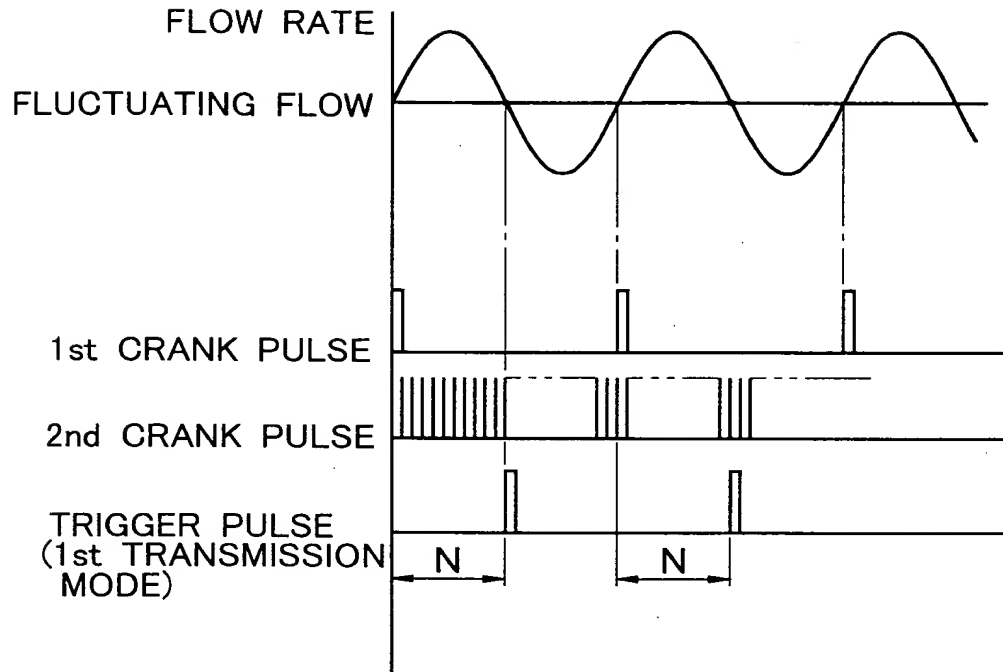 FLOW RATE
FLUCTUATING FLOW
1st CRANK PULSE
2nd CRANK PULSE
TRIGGER PULSE
(1st TRANSMISSION
MODE)
N
N